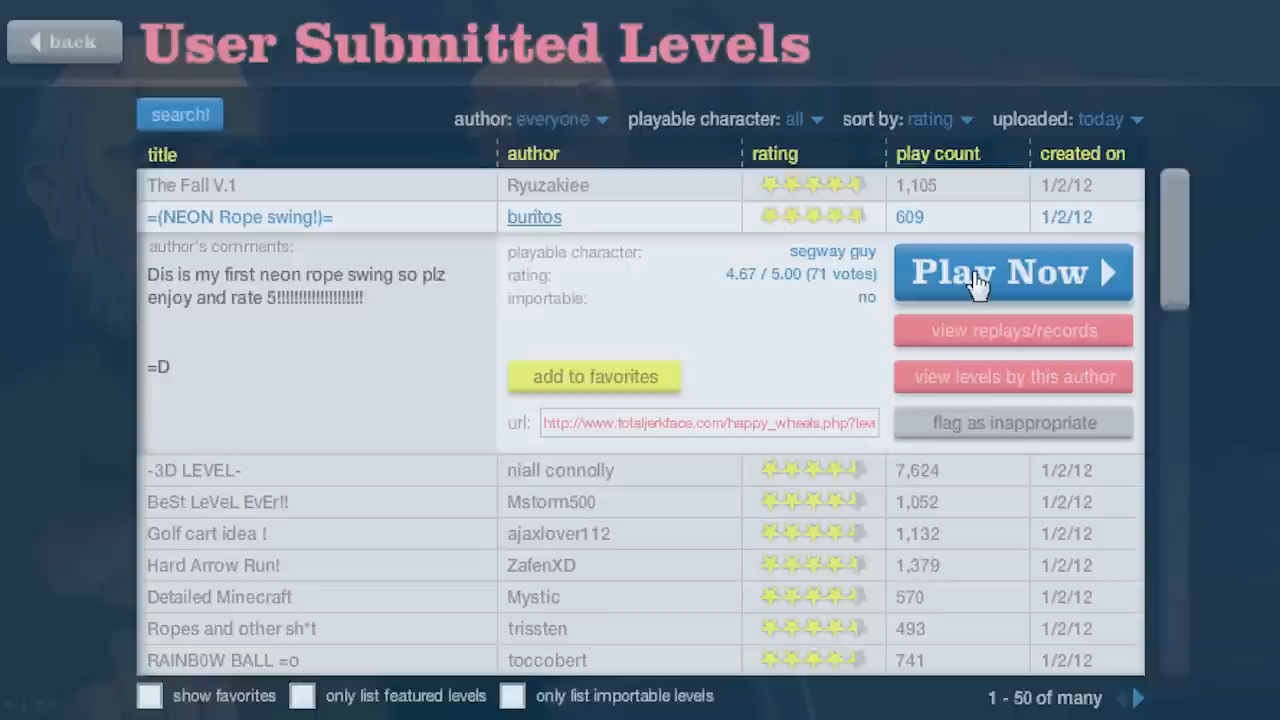 back
User Submitted Levels
search!
author: everyone playable character: all sort by: rating uploaded: today
title author rating play count created on
The Fall V.1 Ryuzakiee 1,105 1/2/12
=(NEON Rope swing!)= buritos 609 1/2/12
author's comments:
Dis is my first neon rope swing so plz
enjoy and rate 5!!!!!!!!!!!!!!!!!!!!
=D
playable character: segway guy
rating: 4.67 / 5.00 (71 votes)
importable: no
add to favorites
url: http://www.totaljerkface.com/happy_wheels.php?lev
Play Now
view replays/records
view levels by this author
flag as inappropriate
-3D LEVEL- niall connolly 7,624 1/2/12
BeSt LeVeL EvEr!! Mstorm500 1,052 1/2/12
Golf cart idea ! ajaxlover112 1,132 1/2/12
Hard Arrow Run! ZafenXD 1,379 1/2/12
Detailed Minecraft Mystic 570 1/2/12
Ropes and other sh*t trissten 493 1/2/12
RAINB0W BALL =o toccobert 741 1/2/12
show favorites only list featured levels only list importable levels 1 - 50 of many